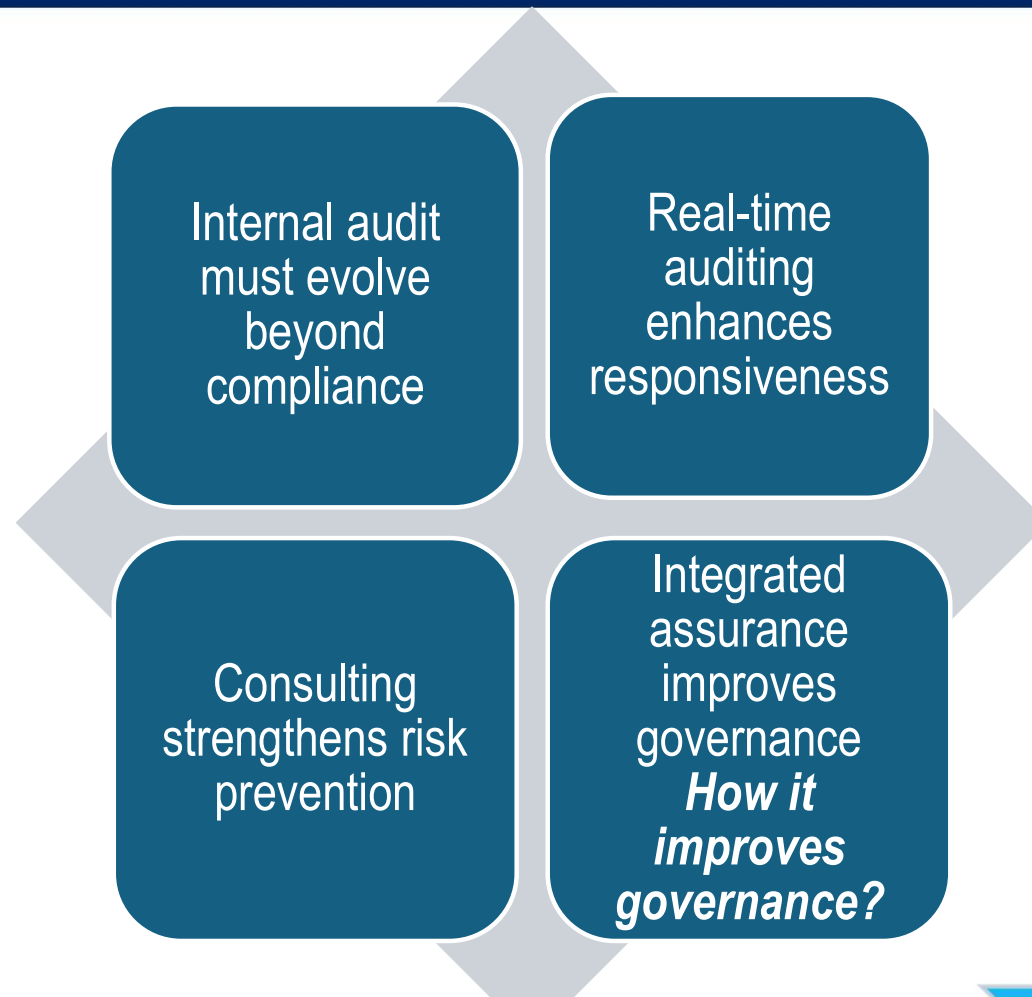 Internal audit
must evolve
beyond
compliance
Real-time
auditing
enhances
responsiveness
Consulting
strengthens risk
prevention
Integrated
assurance
improves
governance
How it
improves
governance?